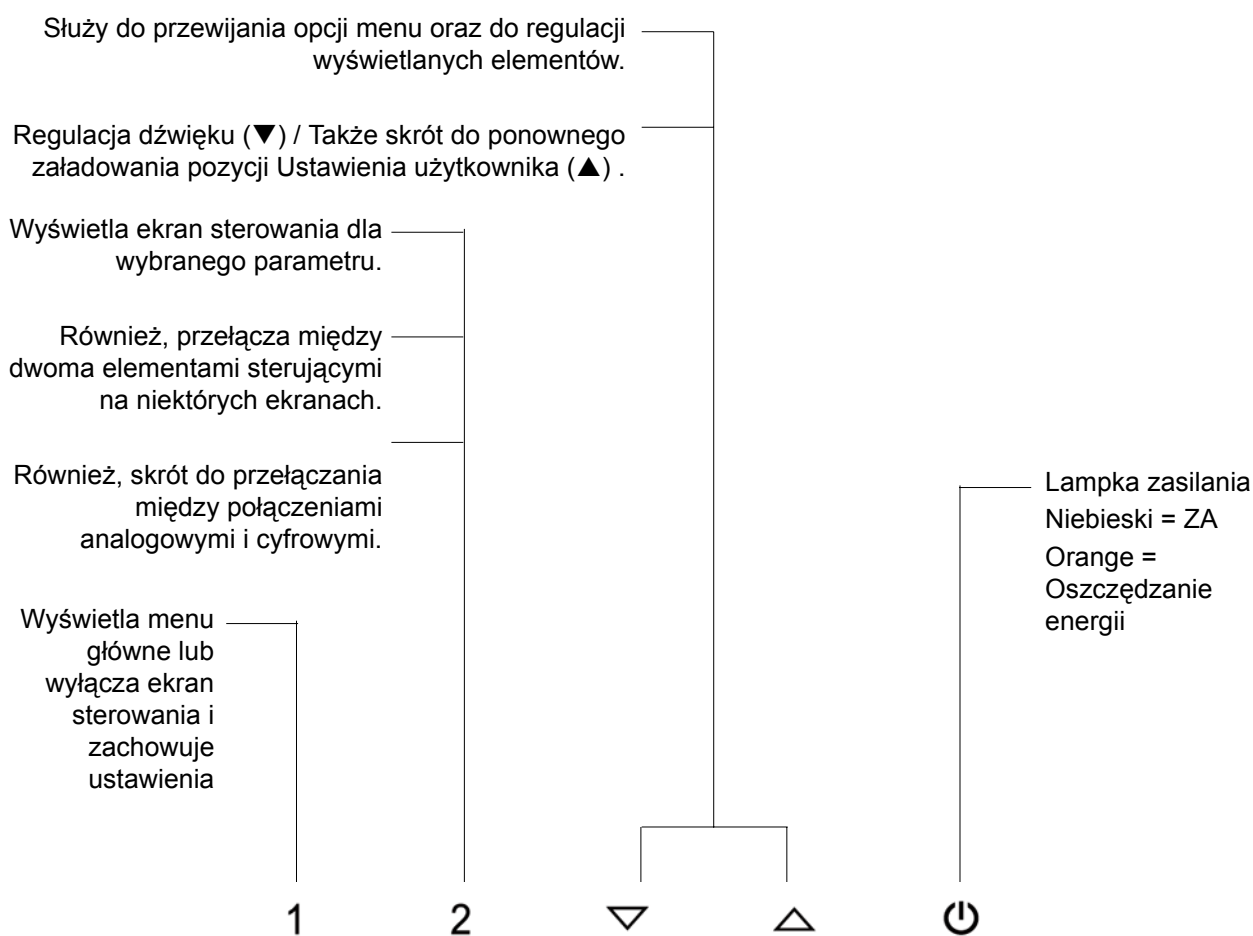 Służy do przewijania opcji menu oraz do regulacji
wyświetlanych elementów.
Regulacja dźwięku (▼) / Także skrót do ponownego
załadowania pozycji Ustawienia użytkownika (▲) .
Wyświetla ekran sterowania dla
wybranego parametru.
Również, przełącza między
dwoma elementami sterującymi
na niektórych ekranach.
Również, skrót do przełączania
między połączeniami
analogowymi i cyfrowymi.
Wyświetla menu
główne lub
wyłącza ekran
sterowania i
zachowuje
ustawienia
Lampka zasilania
Niebieski = ZA
Orange =
Oszczędzanie
energii
1 2 ▽ △ ⏻